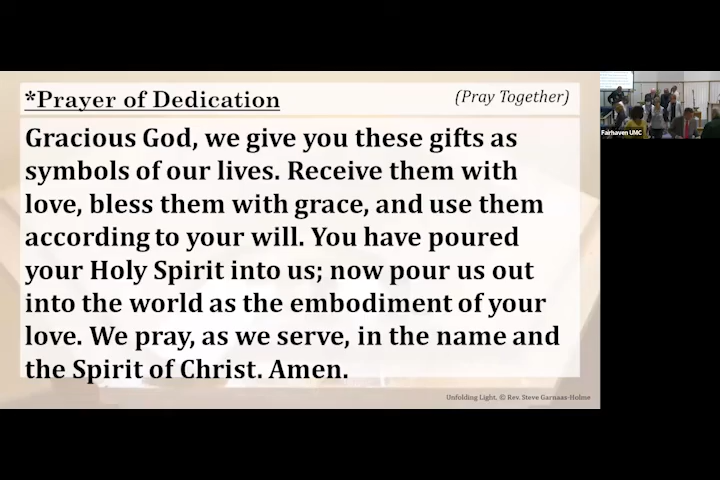 *Prayer of Dedication
(Pray Together)
Gracious God, we give you these gifts as
symbols of our lives. Receive them with
love, bless them with grace, and use them
according to your will. You have poured
your Holy Spirit into us; now pour us out
into the world as the embodiment of your
love. We pray, as we serve, in the name and
the Spirit of Christ. Amen.
Unfolding Light, © Rev. Steve Garnaas-Holme
Fairhaven UMC